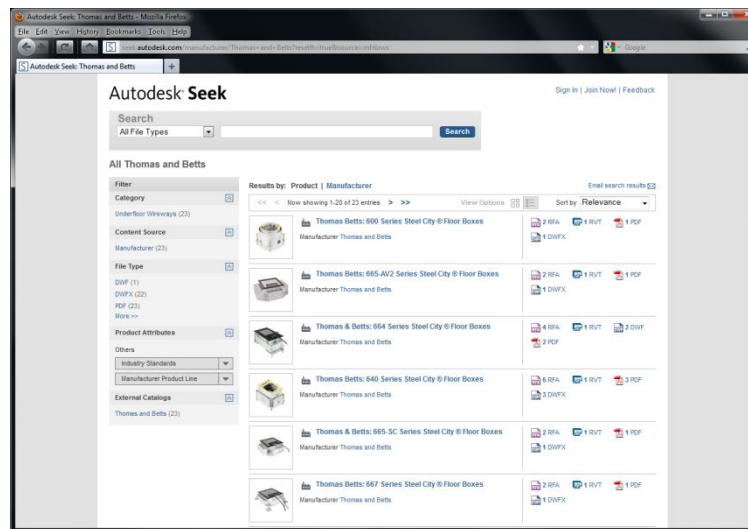 Autodesk Seek: Thomas and Betts - Mozilla Firefox
File Edit View History Bookmarks Tools Help
seek.autodesk.com/manufacturer/Thomas+and+Betts?
Google
Autodesk Seek: Thomas and Betts +
Autodesk® Seek
Sign In | Join Now! | Feedback
Search
All File Types
Search
All Thomas and Betts
Filter
Category
Underfloor Wireways (23)
Content Source
Manufacturer (23)
File Type
DWF (1)
DWFX (22)
PDF (23)
More >>
Product Attributes
Others
Industry Standards
Manufacturer Product Line
External Catalogs
Thomas and Betts (23)
Results by: Product | Manufacturer
Email search results
<< < Now showing 1-20 of 23 entries > >> View Options Sort by Relevance
Thomas Betts: 600 Series Steel City ® Floor Boxes
Manufacturer Thomas and Betts
2 RFA 1 RVT 1 PDF
1 DWFX
Thomas Betts: 665-AV2 Series Steel City ® Floor Boxes
Manufacturer Thomas and Betts
2 RFA 1 RVT 1 PDF
1 DWFX
Thomas & Betts: 664 Series Steel City ® Floor Boxes
Manufacturer Thomas and Betts
4 RFA 1 RVT 2 DWF
2 PDF
Thomas Betts: 640 Series Steel City ® Floor Boxes
Manufacturer Thomas and Betts
6 RFA 1 RVT 3 PDF
3 DWFX
Thomas & Betts: 665-SC Series Steel City ® Floor Boxes
Manufacturer Thomas and Betts
2 RFA 1 RVT 1 PDF
1 DWFX
Thomas Betts: 667 Series Steel City ® Floor Boxes
Manufacturer Thomas and Betts
2 RFA 1 RVT 1 PDF
1 DWFX